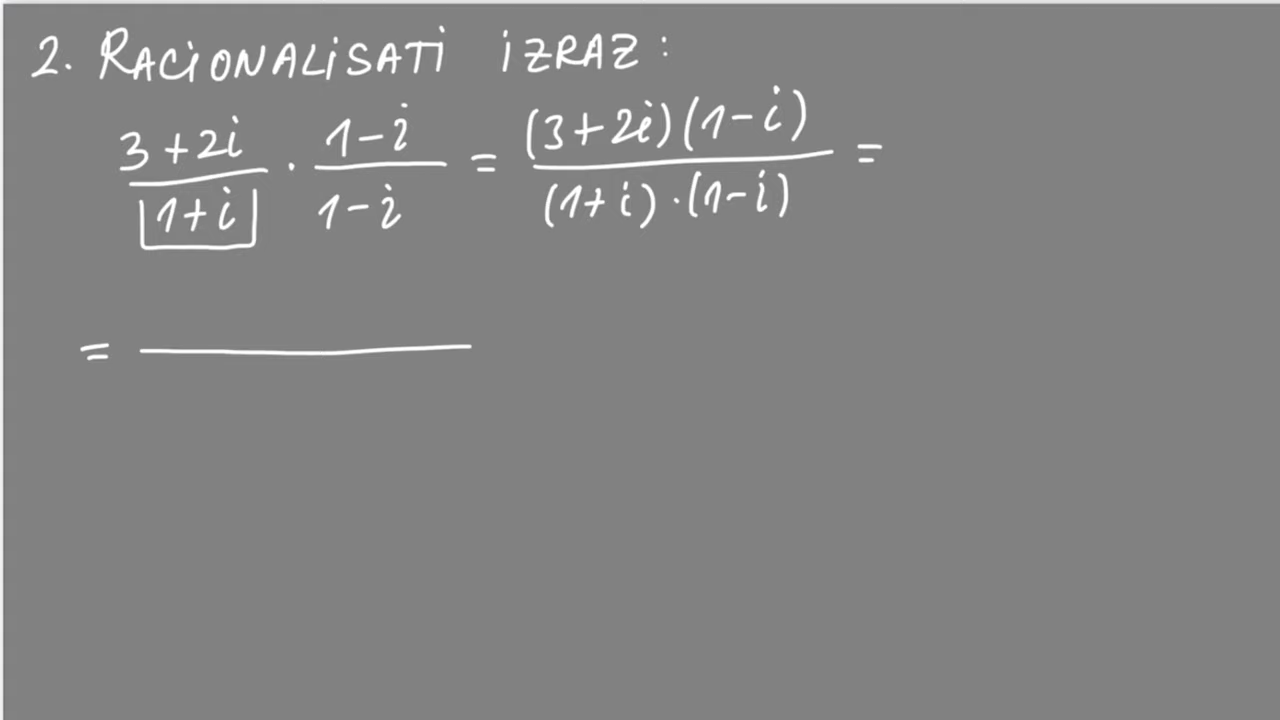 2. RACIONALISATI IZRAZ:
3+2i/1+i · 1-i/1-i = (3+2i)(1-i)/(1+i)·(1-i) =
=